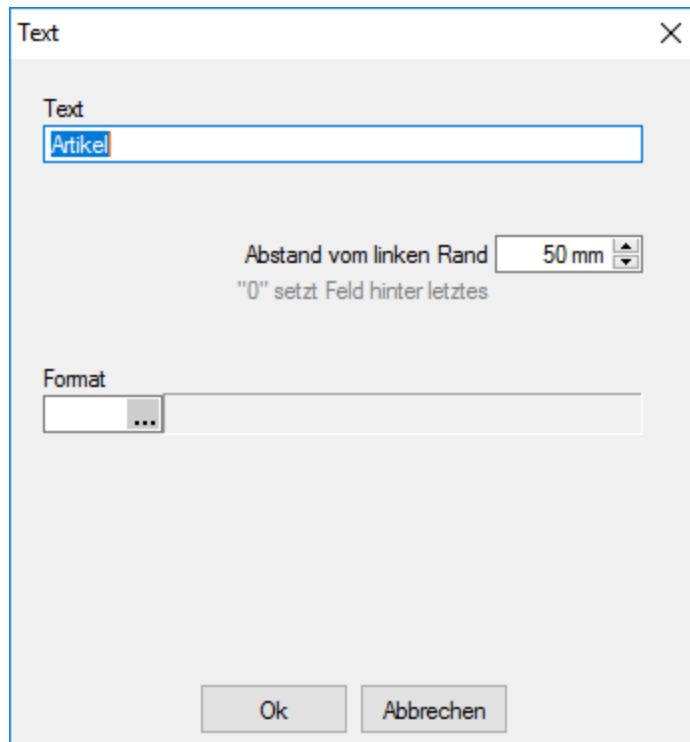 Text
Text
Artikel
Abstand vom linken Rand 50 mm
"0" setzt Feld hinter letztes
Format
...
Ok Abbrechen